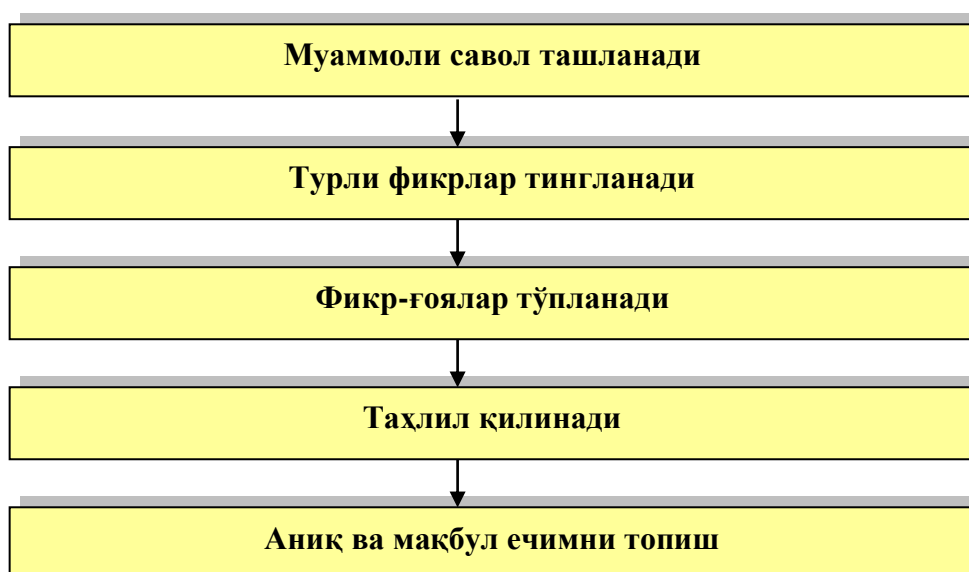 Муаммоли савол ташланади
Турли фикрлар тингланади
Фикр-ғоялар тўпланади
Таҳлил қилинади
Аниқ ва мақбул ечимни топиш